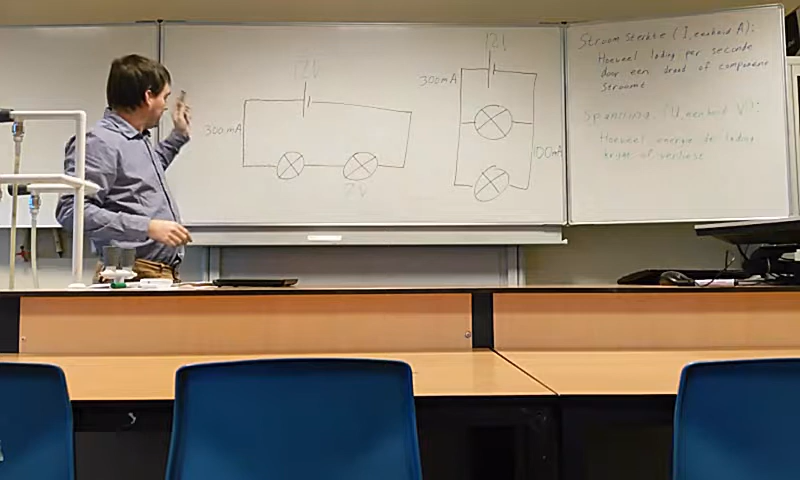 12V
300mA
7V
12V
300mA
100mA
Stroomsterkte (I, eenheid A):
Hoeveel lading per seconde
door een draad of component
stroomt
Spanning (U, eenheid V):
Hoeveel energie de lading
krijgt of verliest